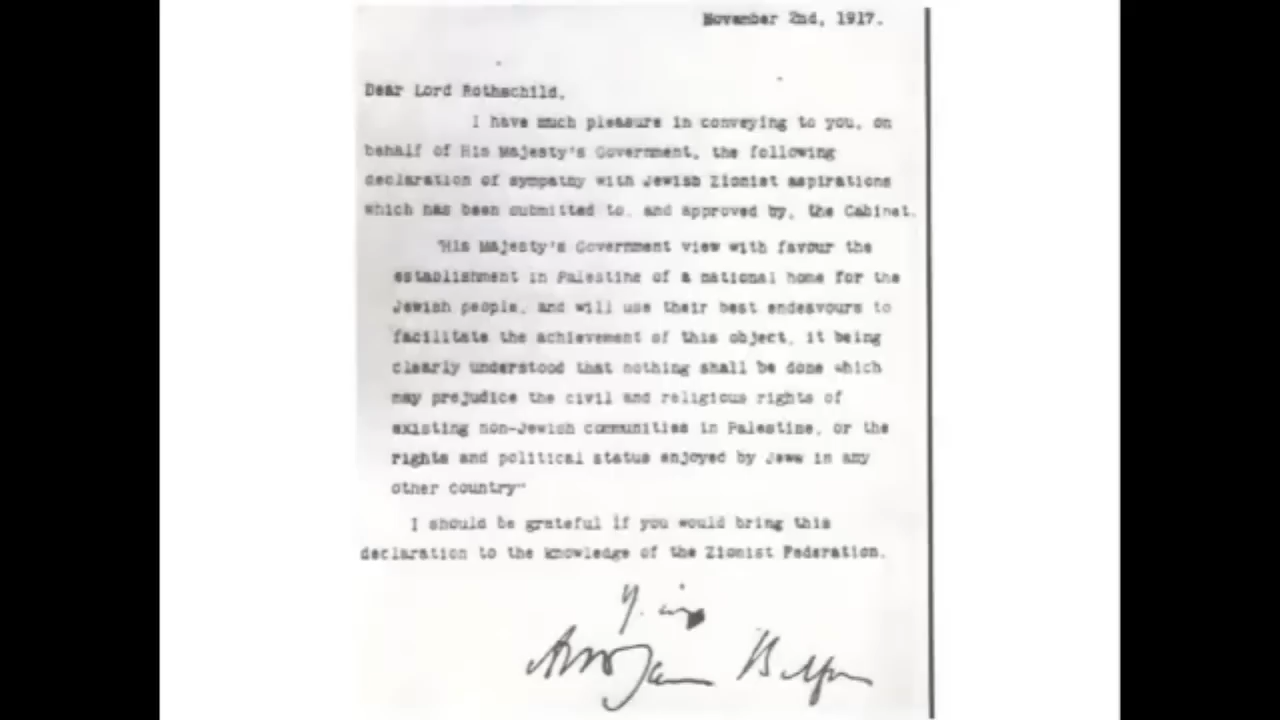 November 2nd, 1917.
Dear Lord Rothschild,
I have much pleasure in conveying to you, on
behalf of His Majesty's Government, the following
declaration of sympathy with Jewish Zionist aspirations
which has been submitted to, and approved by, the Cabinet.
"His Majesty's Government view with favour the
establishment in Palestine of a national home for the
Jewish people, and will use their best endeavours to
facilitate the achievement of this object, it being
clearly understood that nothing shall be done which
may prejudice the civil and religious rights of
existing non-Jewish communities in Palestine, or the
rights and political status enjoyed by Jews in any
other country"
I should be grateful if you would bring this
declaration to the knowledge of the Zionist Federation.
Arthur James Balfour